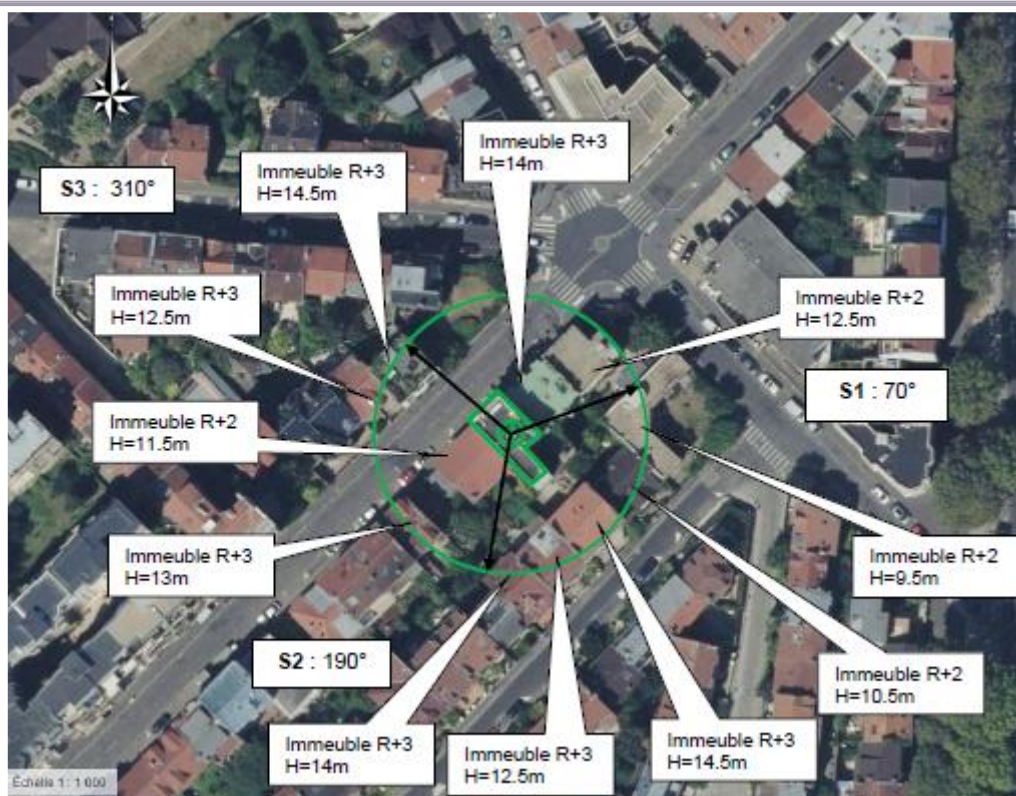 Immeuble R+3
H=14m
Immeuble R+3
H=14.5m
S3 : 310°
Immeuble R+3
H=12.5m
Immeuble R+2
H=12.5m
S1 : 70°
Immeuble R+2
H=11.5m
Immeuble R+3
H=13m
Immeuble R+2
H=9.5m
S2 : 190°
Immeuble R+2
H=10.5m
Immeuble R+3
H=14m
Immeuble R+3
H=12.5m
Immeuble R+3
H=14.5m
Échelle 1 : 1 000